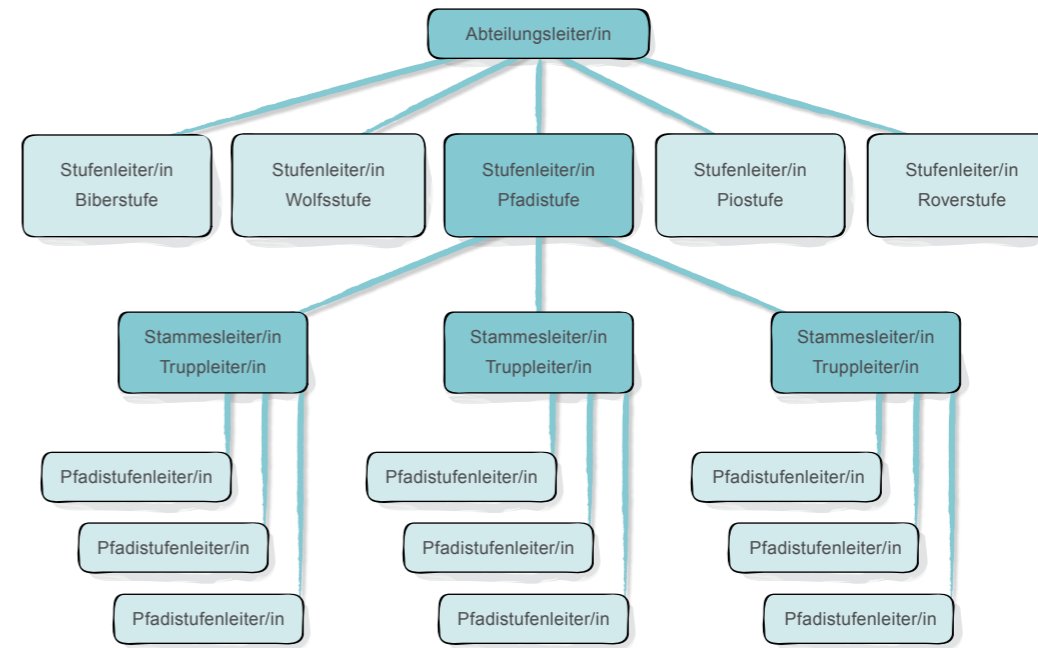 Abteilungsleiter/in
Stufenleiter/in
Biberstufe
Stufenleiter/in
Wolfsstufe
Stufenleiter/in
Pfadistufe
Stufenleiter/in
Piostufe
Stufenleiter/in
Roverstufe
Stammesleiter/in
Truppleiter/in
Stammesleiter/in
Truppleiter/in
Stammesleiter/in
Truppleiter/in
Pfadistufenleiter/in
Pfadistufenleiter/in
Pfadistufenleiter/in
Pfadistufenleiter/in
Pfadistufenleiter/in
Pfadistufenleiter/in
Pfadistufenleiter/in
Pfadistufenleiter/in
Pfadistufenleiter/in